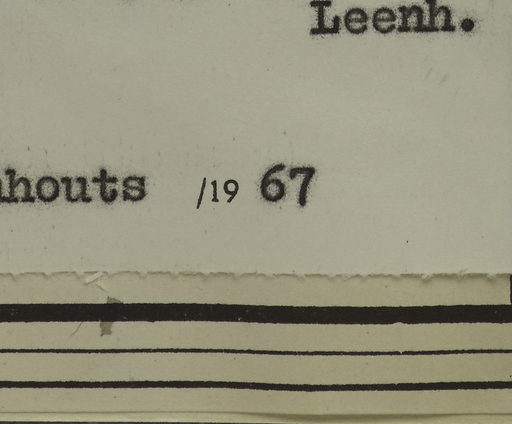 Leenh.
houts /19 67